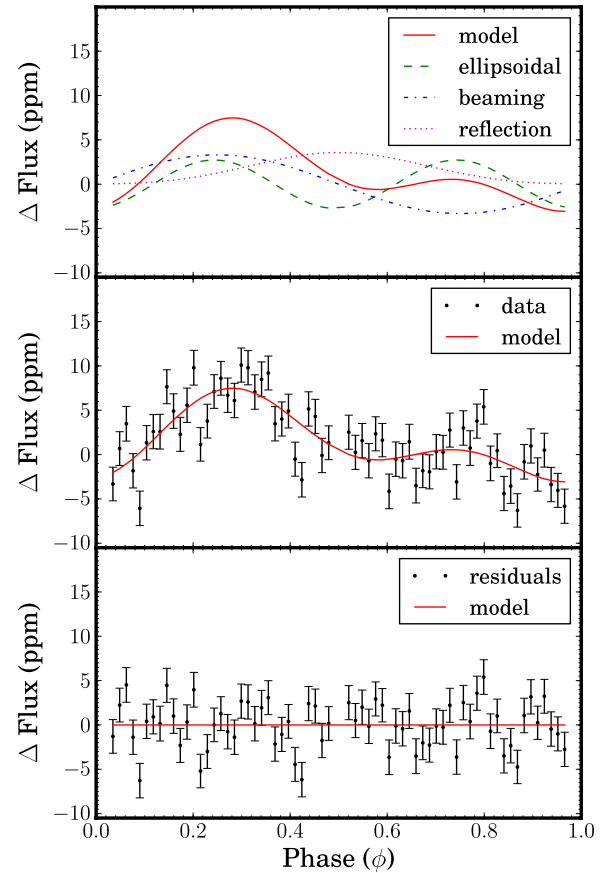 15
10
5
0
−5
−10
Δ Flux (ppm)
model
ellipsoidal
beaming
reflection
15
10
5
0
−5
−10
Δ Flux (ppm)
data
model
15
10
5
0
−5
−10
Δ Flux (ppm)
residuals
model
0.0 0.2 0.4 0.6 0.8 1.0
Phase (ϕ)